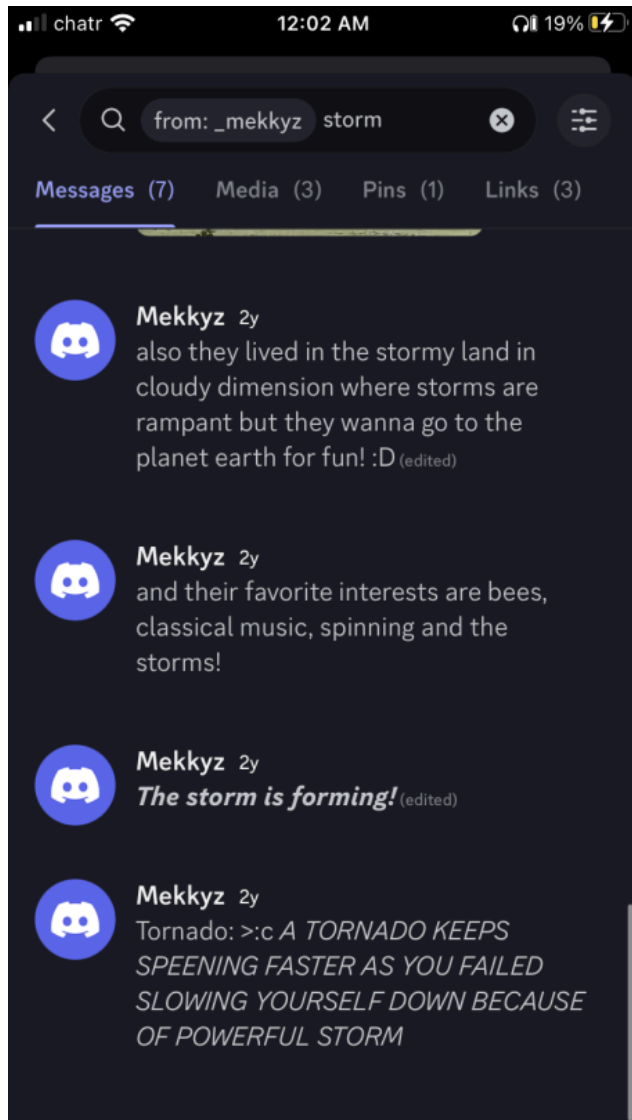 chatr 12:02 AM 19%
from: _mekkyz storm
Messages (7) Media (3) Pins (1) Links (3)
Mekkyz 2y
also they lived in the stormy land in
cloudy dimension where storms are
rampant but they wanna go to the
planet earth for fun! :D (edited)
Mekkyz 2y
and their favorite interests are bees,
classical music, spinning and the
storms!
Mekkyz 2y
The storm is forming! (edited)
Mekkyz 2y
Tornado: >:c A TORNADO KEEPS
SPEENING FASTER AS YOU FAILED
SLOWING YOURSELF DOWN BECAUSE
OF POWERFUL STORM